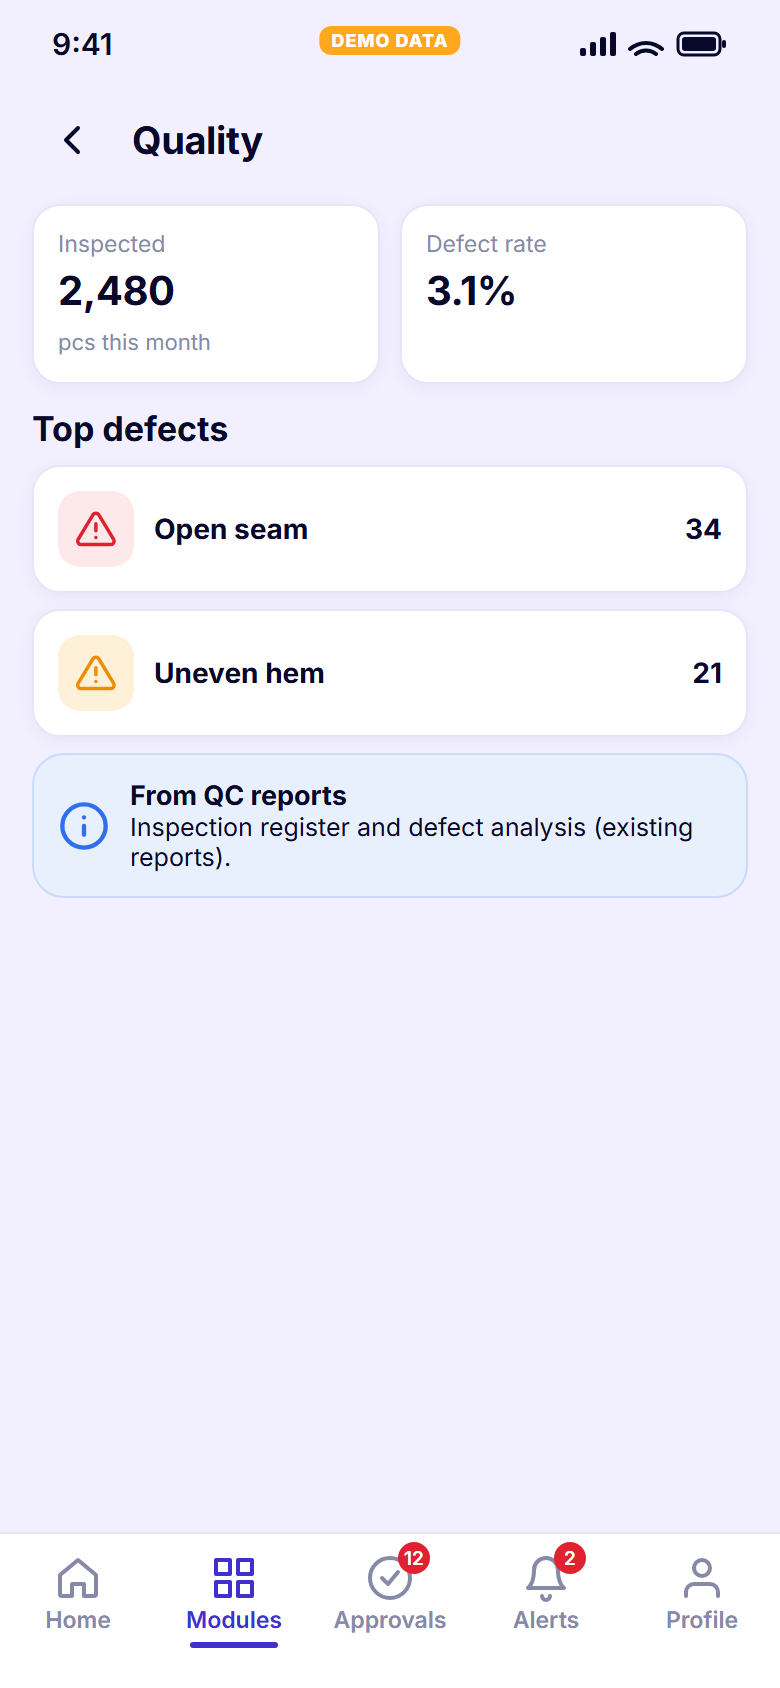 9:41
DEMO DATA
Quality
Inspected
2,480
pcs this month
Defect rate
3.1%
Top defects
Open seam
34
Uneven hem
21
From QC reports
Inspection register and defect analysis (existing
reports).
12
2
Home
Modules
Approvals
Alerts
Profile